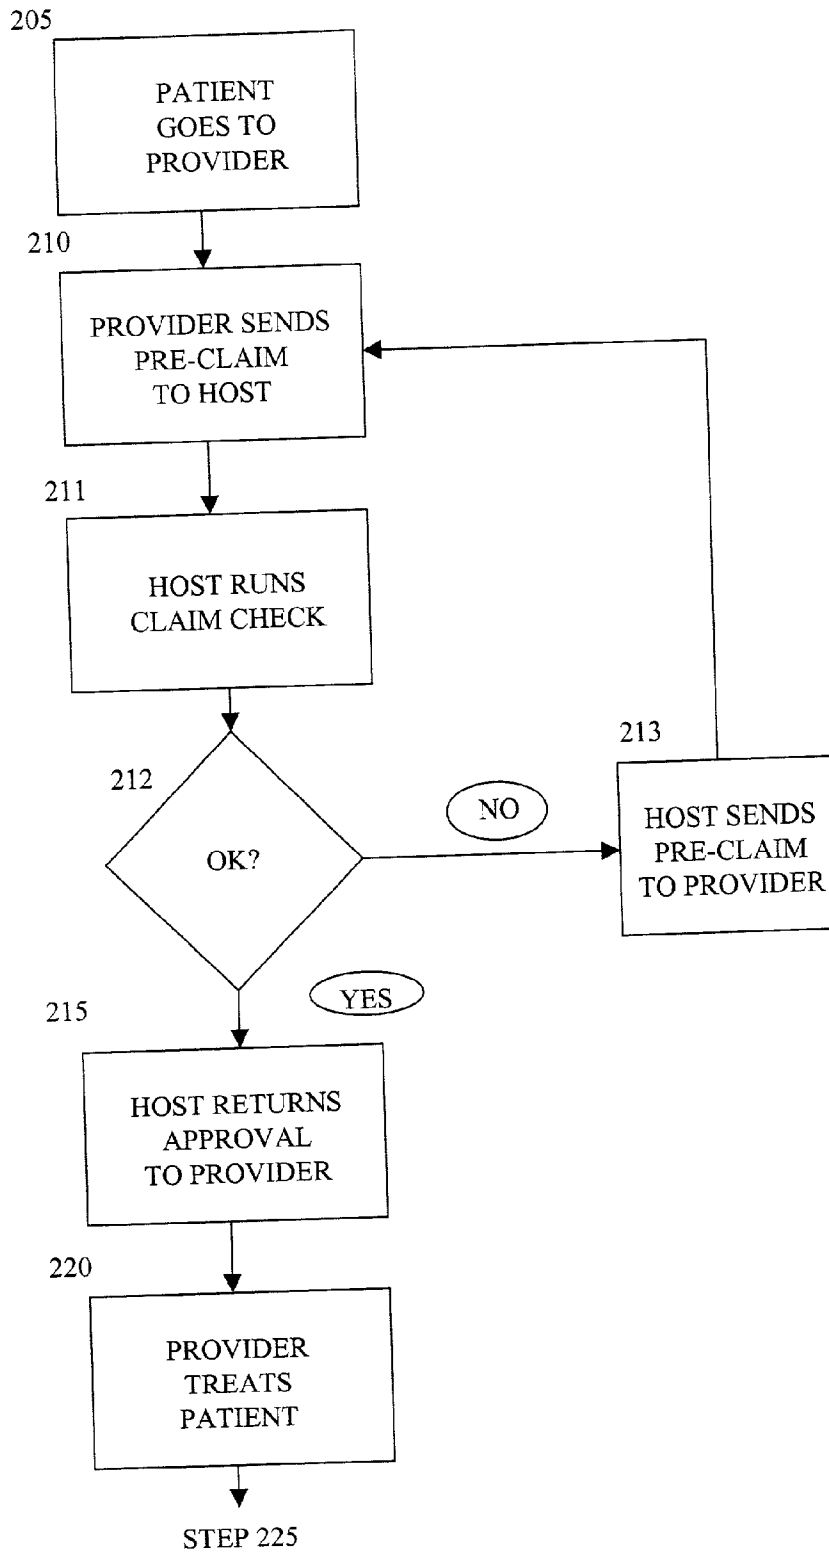 205
PATIENT
GOES TO
PROVIDER
210
PROVIDER SENDS
PRE-CLAIM
TO HOST
211
HOST RUNS
CLAIM CHECK
212
OK?
NO
213
HOST SENDS
PRE-CLAIM
TO PROVIDER
YES
215
HOST RETURNS
APPROVAL
TO PROVIDER
220
PROVIDER
TREATS
PATIENT
STEP 225